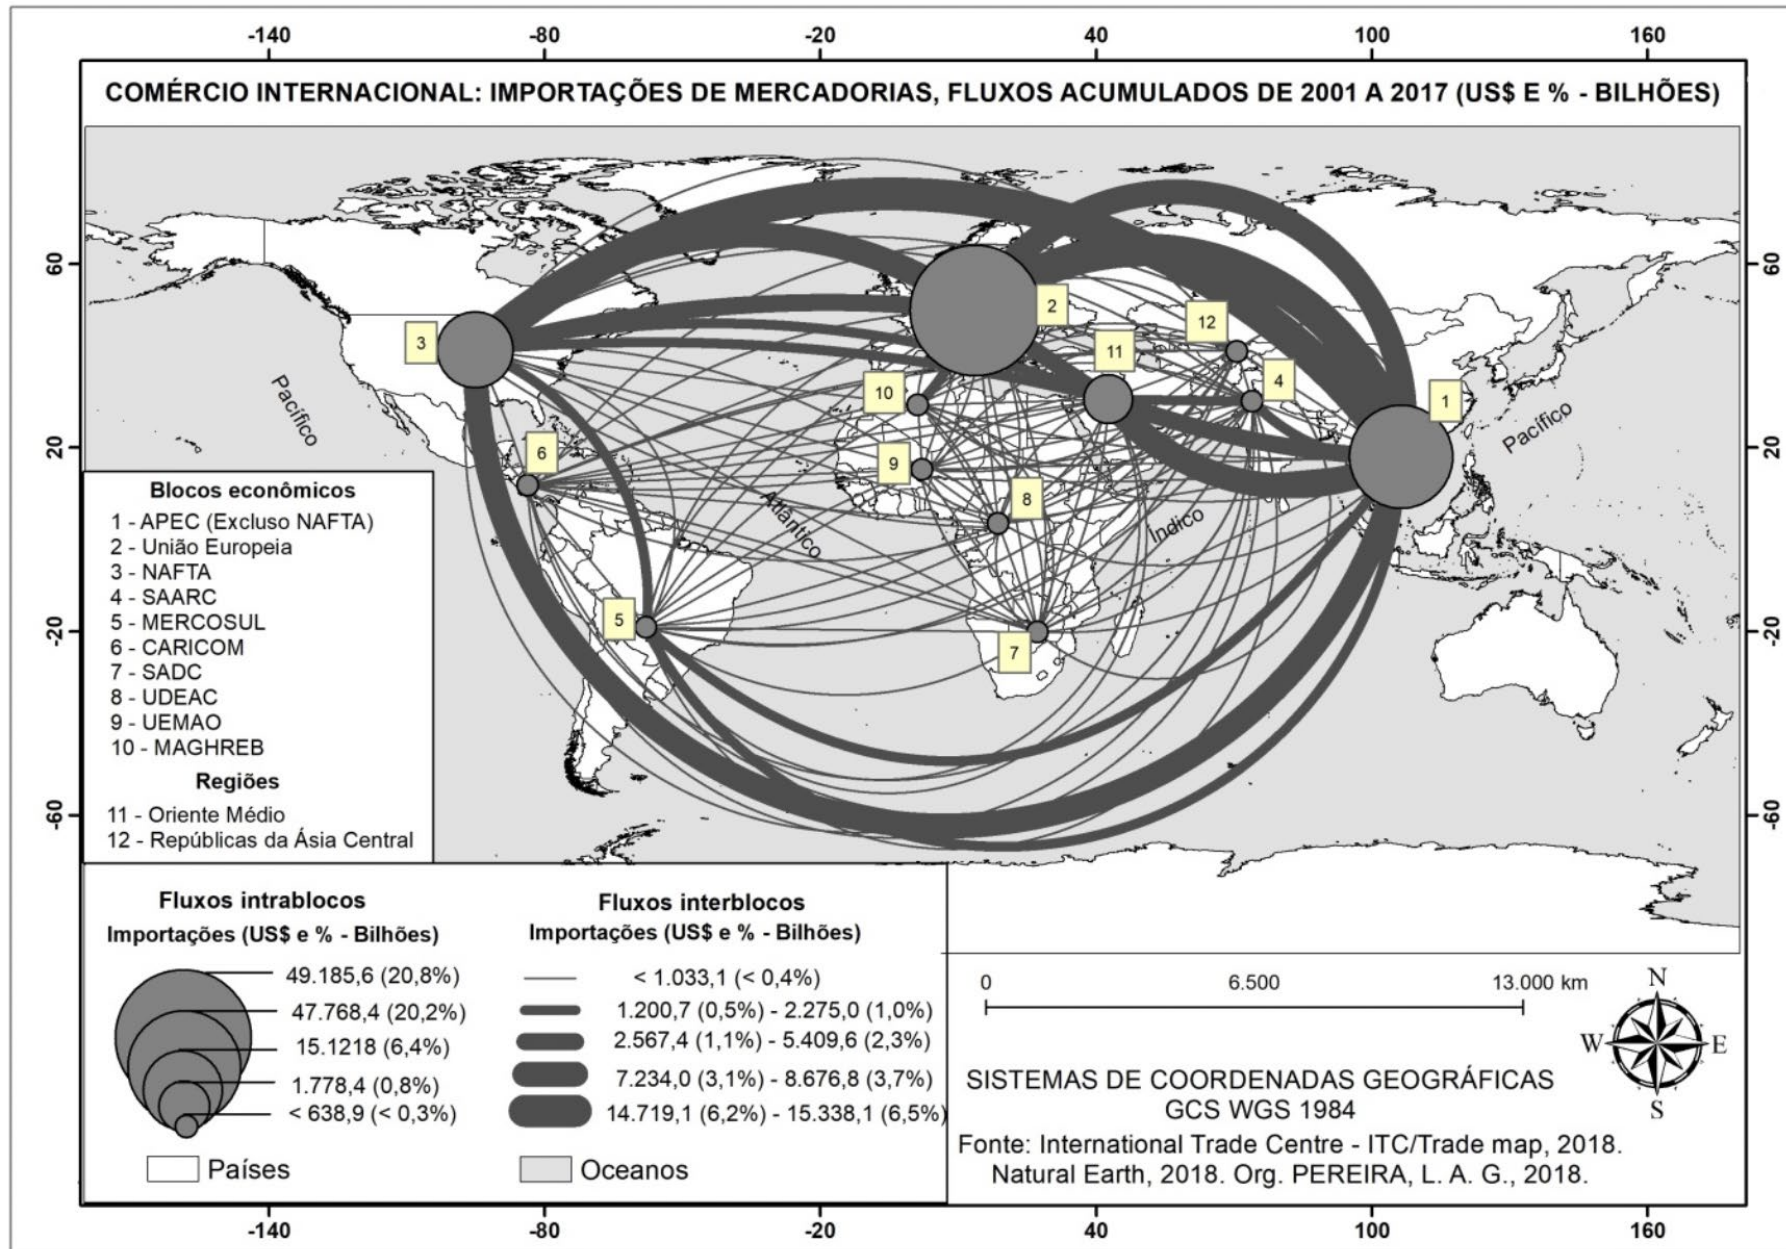 -140 -80 -20 40 100 160
COMÉRCIO INTERNACIONAL: IMPORTAÇÕES DE MERCADORIAS, FLUXOS ACUMULADOS DE 2001 A 2017 (US$ E % - BILHÕES)
60
60
2
12
3
11
4
10
1
Pacífico
Pacífico
20
20
6
9
8
Atlântico
Índico
5
7
-20
-20
-60
-60
Blocos econômicos
1 - APEC (Excluso NAFTA)
2 - União Europeia
3 - NAFTA
4 - SAARC
5 - MERCOSUL
6 - CARICOM
7 - SADC
8 - UDEAC
9 - UEMAO
10 - MAGHREB
Regiões
11 - Oriente Médio
12 - Repúblicas da Ásia Central
Fluxos intrablocos
Importações (US$ e % - Bilhões)
49.185,6 (20,8%)
47.768,4 (20,2%)
15.1218 (6,4%)
1.778,4 (0,8%)
< 638,9 (< 0,3%)
Países
Fluxos interblocos
Importações (US$ e % - Bilhões)
< 1.033,1 (< 0,4%)
1.200,7 (0,5%) - 2.275,0 (1,0%)
2.567,4 (1,1%) - 5.409,6 (2,3%)
7.234,0 (3,1%) - 8.676,8 (3,7%)
14.719,1 (6,2%) - 15.338,1 (6,5%)
Oceanos
0 6.500 13.000 km
N
W E
S
SISTEMAS DE COORDENADAS GEOGRÁFICAS
GCS WGS 1984
Fonte: International Trade Centre - ITC/Trade map, 2018.
Natural Earth, 2018. Org. PEREIRA, L. A. G., 2018.
-140 -80 -20 40 100 160